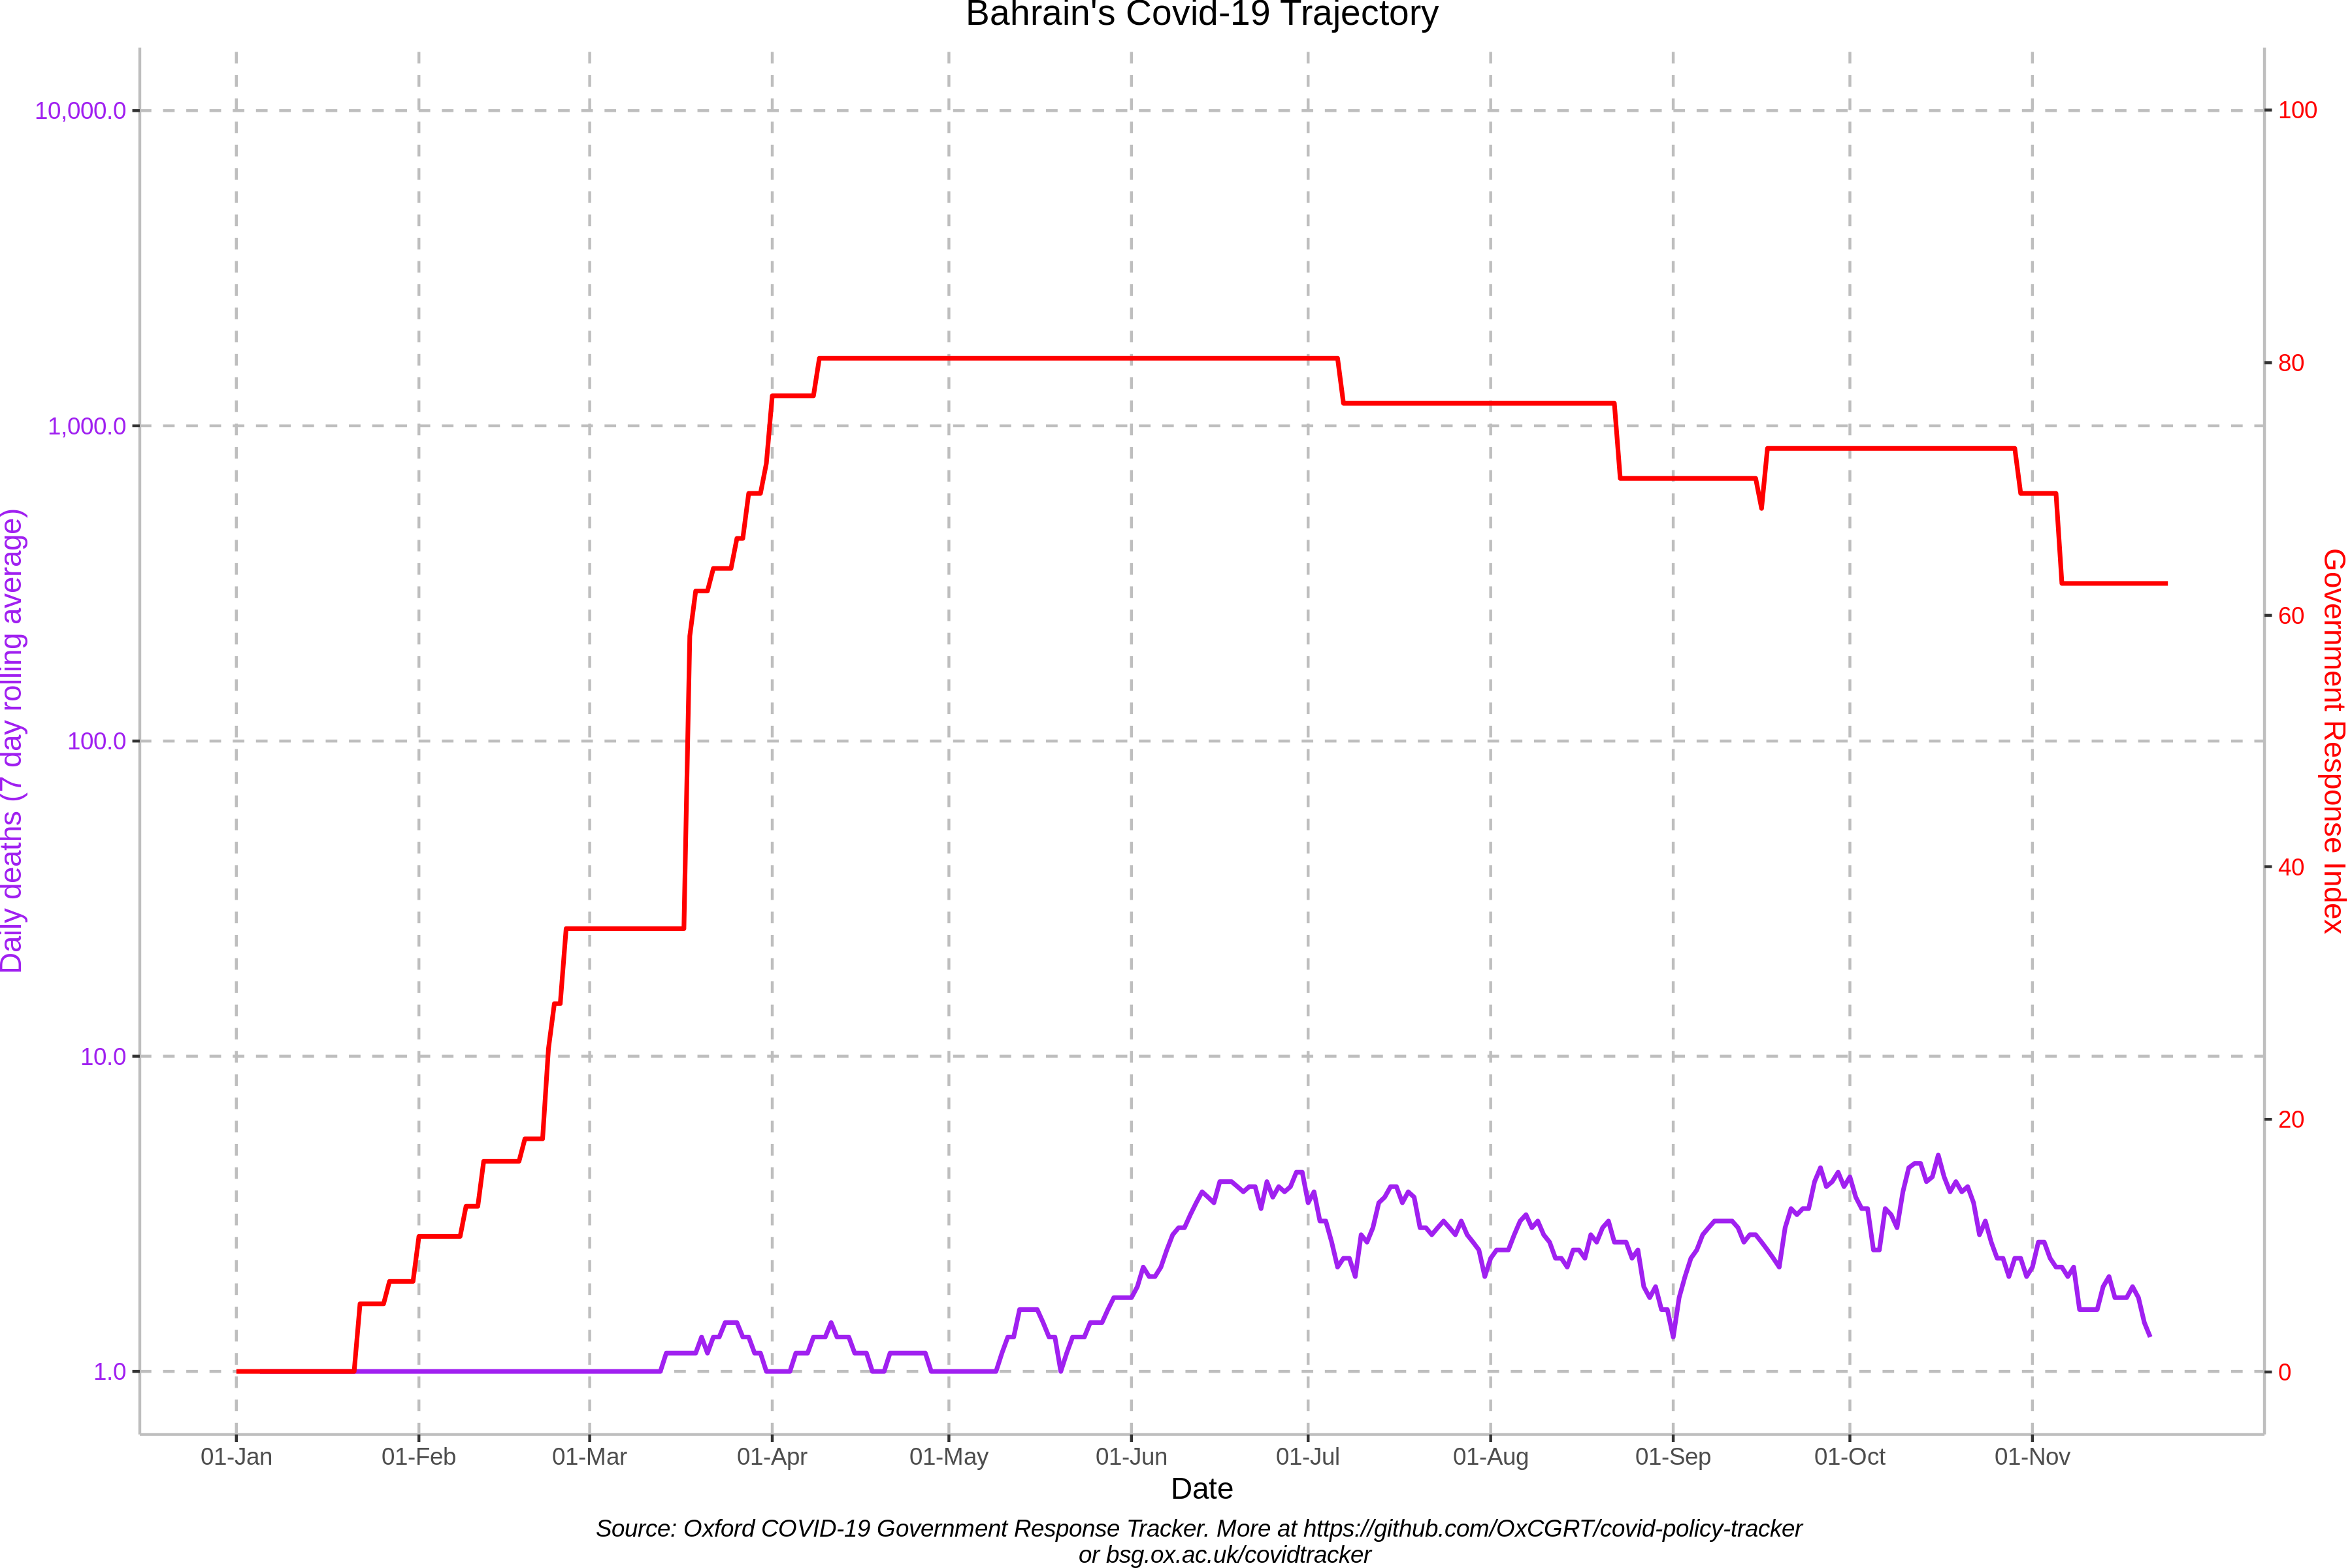 Bahrain's Covid-19 Trajectory
10,000.0
1,000.0
100.0
10.0
1.0
Daily deaths (7 day rolling average)
100
80
60
40
20
0
Government Response Index
01-Jan 01-Feb 01-Mar 01-Apr 01-May 01-Jun 01-Jul 01-Aug 01-Sep 01-Oct 01-Nov
Date
Source: Oxford COVID-19 Government Response Tracker. More at https://github.com/OxCGRT/covid-policy-tracker
or bsg.ox.ac.uk/covidtracker